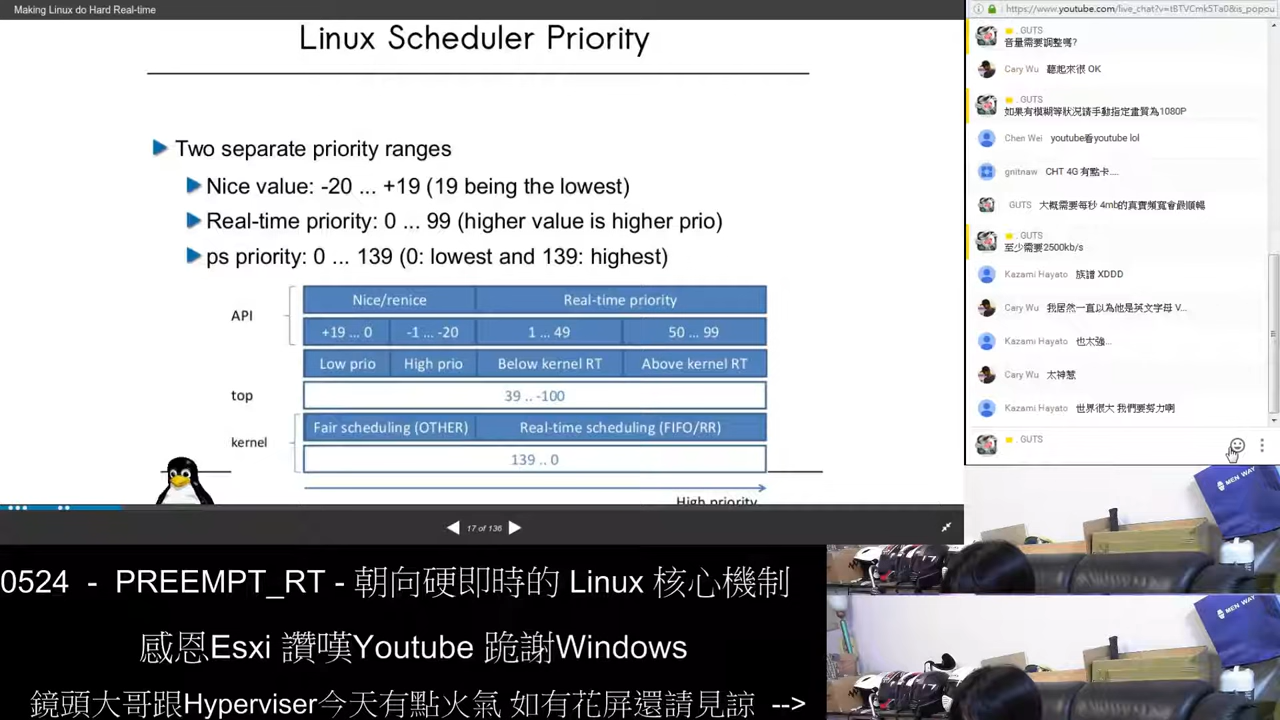 Making Linux do Hard Real-time
Linux Scheduler Priority
Two separate priority ranges
Nice value: -20 ... +19 (19 being the lowest)
Real-time priority: 0 ... 99 (higher value is higher prio)
ps priority: 0 ... 139 (0: lowest and 139: highest)
API
Nice/renice
Real-time priority
+19 ... 0
-1 ... -20
1 ... 49
50 ... 99
Low prio
High prio
Below kernel RT
Above kernel RT
top
39 .. -100
kernel
Fair scheduling (OTHER)
Real-time scheduling (FIFO/RR)
139 .. 0
High priority
17 of 136
https://www.youtube.com/live_chat?v=t8TVCmk5Ta0&is_popou
. GUTS
音量需要調整嗎?
Cary Wu 聽起來很 OK
. GUTS
如果有模糊等狀況請手動指定畫質為1080P
Chen Wei youtube看youtube lol
gnitnaw CHT 4G 有點卡....
GUTS 大概需要每秒 4mb的真實頻寬會最順暢
. GUTS
至少需要2500kb/s
Kazami Hayato 族譜 XDDD
Cary Wu 我居然一直以為他是英文字母 V...
Kazami Hayato 也太強...
Cary Wu 太神惹
Kazami Hayato 世界很大 我們要努力啊
. GUTS
0524 - PREEMPT_RT - 朝向硬即時的 Linux 核心機制
感恩Esxi 讚嘆Youtube 跪謝Windows
鏡頭大哥跟Hyperviser今天有點火氣 如有花屏還請見諒 -->
MEN WAY
MEN WAY